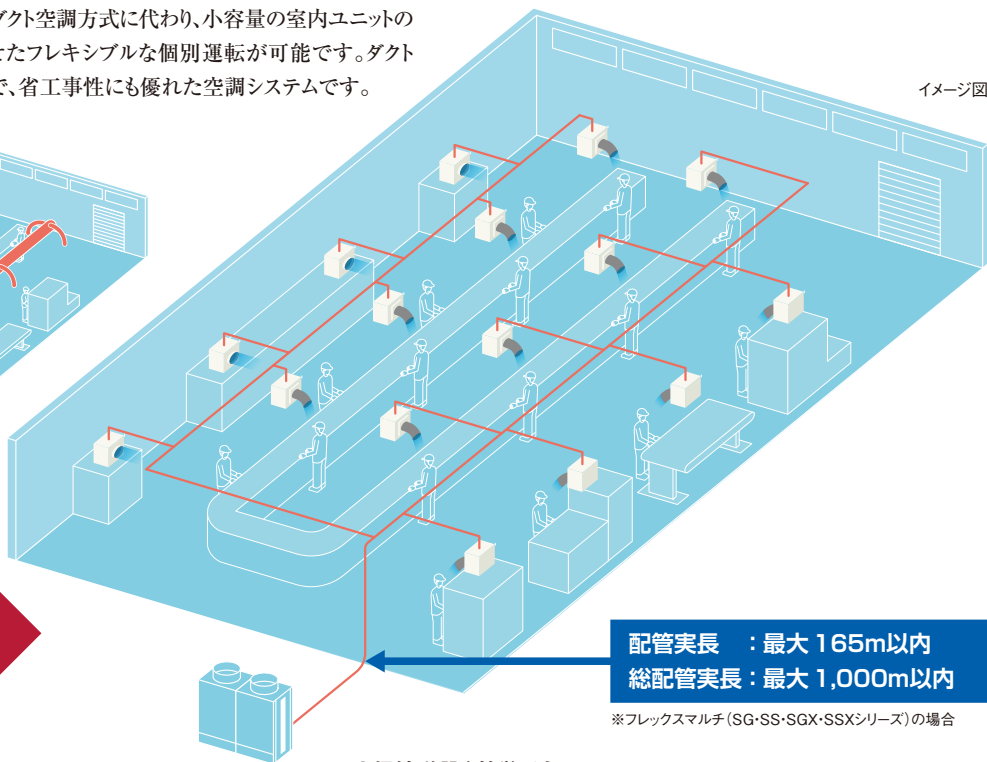 ダクト空調方式に代わり、小容量の室内ユニットの
せたフレキシブルな個別運転が可能です。ダクト
で、省工事性にも優れた空調システムです。
イメージ図
配管実長　：最大 165m以内
総配管実長：最大 1,000m以内
※フレックスマルチ（SG・SS・SGX・SSXシリーズ）の場合